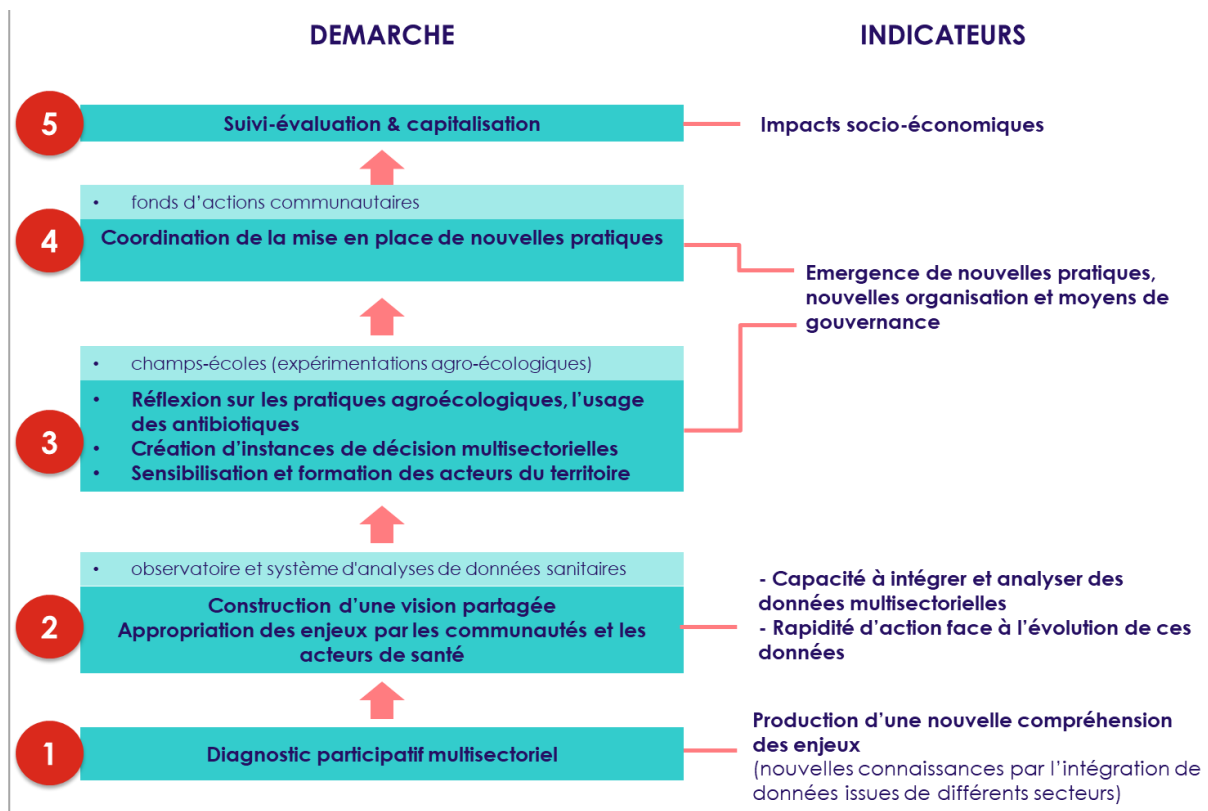 DEMARCHE
INDICATEURS
5
Suivi-évaluation & capitalisation
Impacts socio-économiques
• fonds d'actions communautaires
4
Coordination de la mise en place de nouvelles pratiques
Emergence de nouvelles pratiques,
nouvelles organisation et moyens de
gouvernance
• champs-écoles (expérimentations agro-écologiques)
3
• Réflexion sur les pratiques agroécologiques, l'usage
des antibiotiques
• Création d'instances de décision multisectorielles
• Sensibilisation et formation des acteurs du territoire
• observatoire et système d'analyses de données sanitaires
2
Construction d'une vision partagée
Appropriation des enjeux par les communautés et les
acteurs de santé
- Capacité à intégrer et analyser des
données multisectorielles
- Rapidité d'action face à l'évolution de ces
données
1
Diagnostic participatif multisectoriel
Production d'une nouvelle compréhension
des enjeux
(nouvelles connaissances par l'intégration de
données issues de différents secteurs)